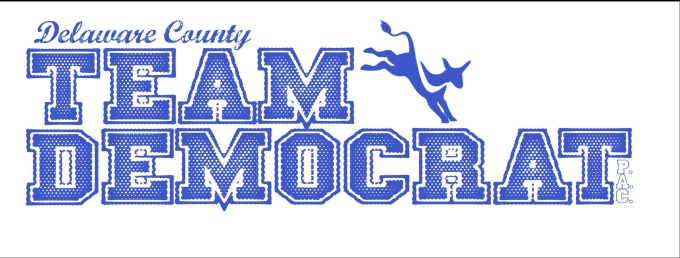 Delaware County
TEAM
DEMOCRAT
P.
A.
C.